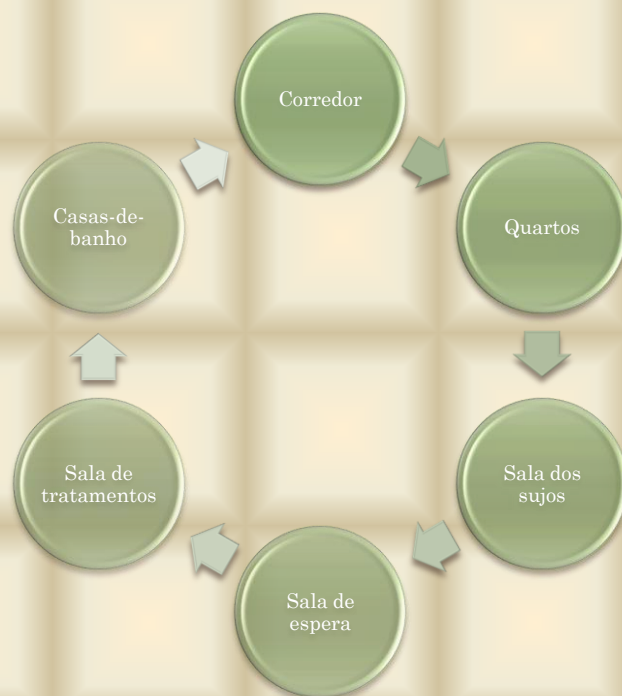 Corredor
Quartos
Sala dos
sujos
Sala de
espera
Sala de
tratamentos
Casas-de-
banho